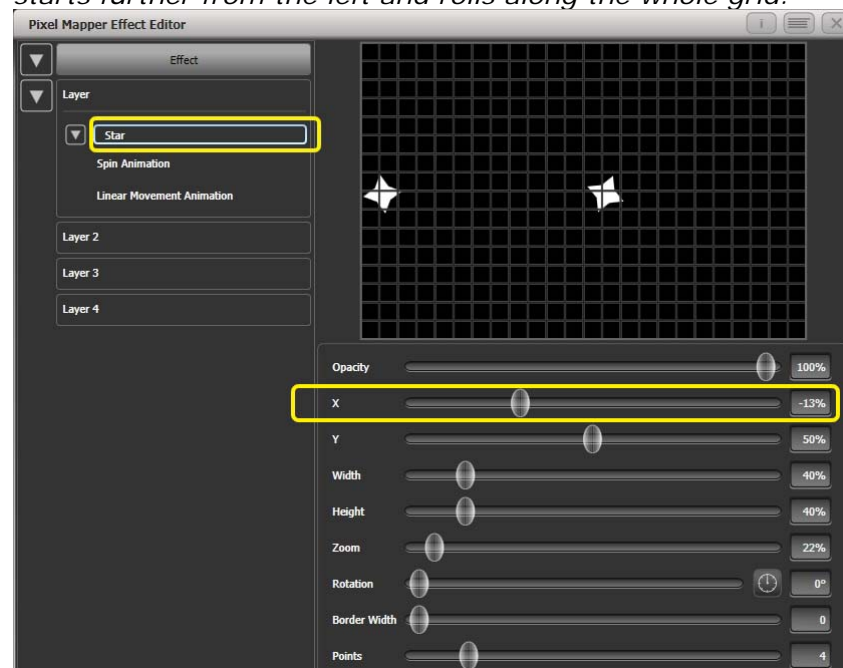 starts further from the left and rolls along the whole grid.
Pixel Mapper Effect Editor
i
Effect
Layer
Star
Spin Animation
Linear Movement Animation
Layer 2
Layer 3
Layer 4
Opacity 100%
X -13%
Y 50%
Width 40%
Height 40%
Zoom 22%
Rotation 0°
Border Width 0
Points 4